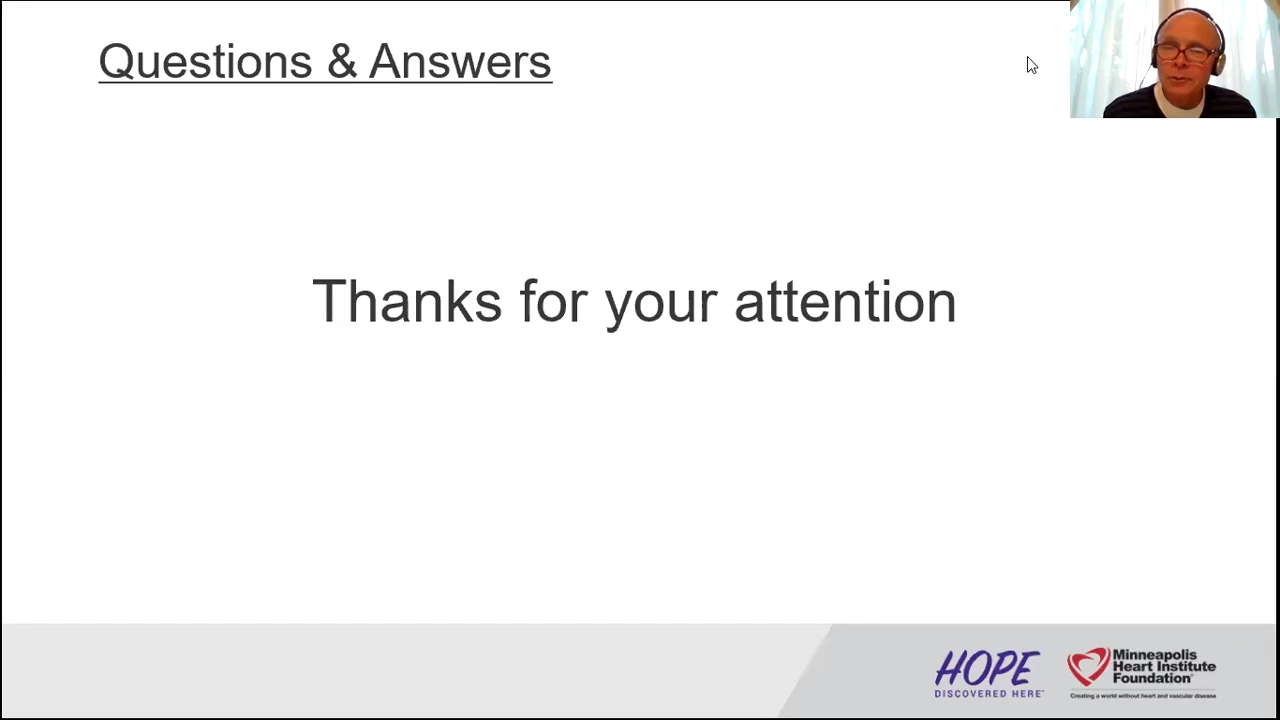 Questions & Answers
Thanks for your attention
HOPE
DISCOVERED HERE™
Minneapolis
Heart Institute
Foundation®
Creating a world without heart and vascular disease